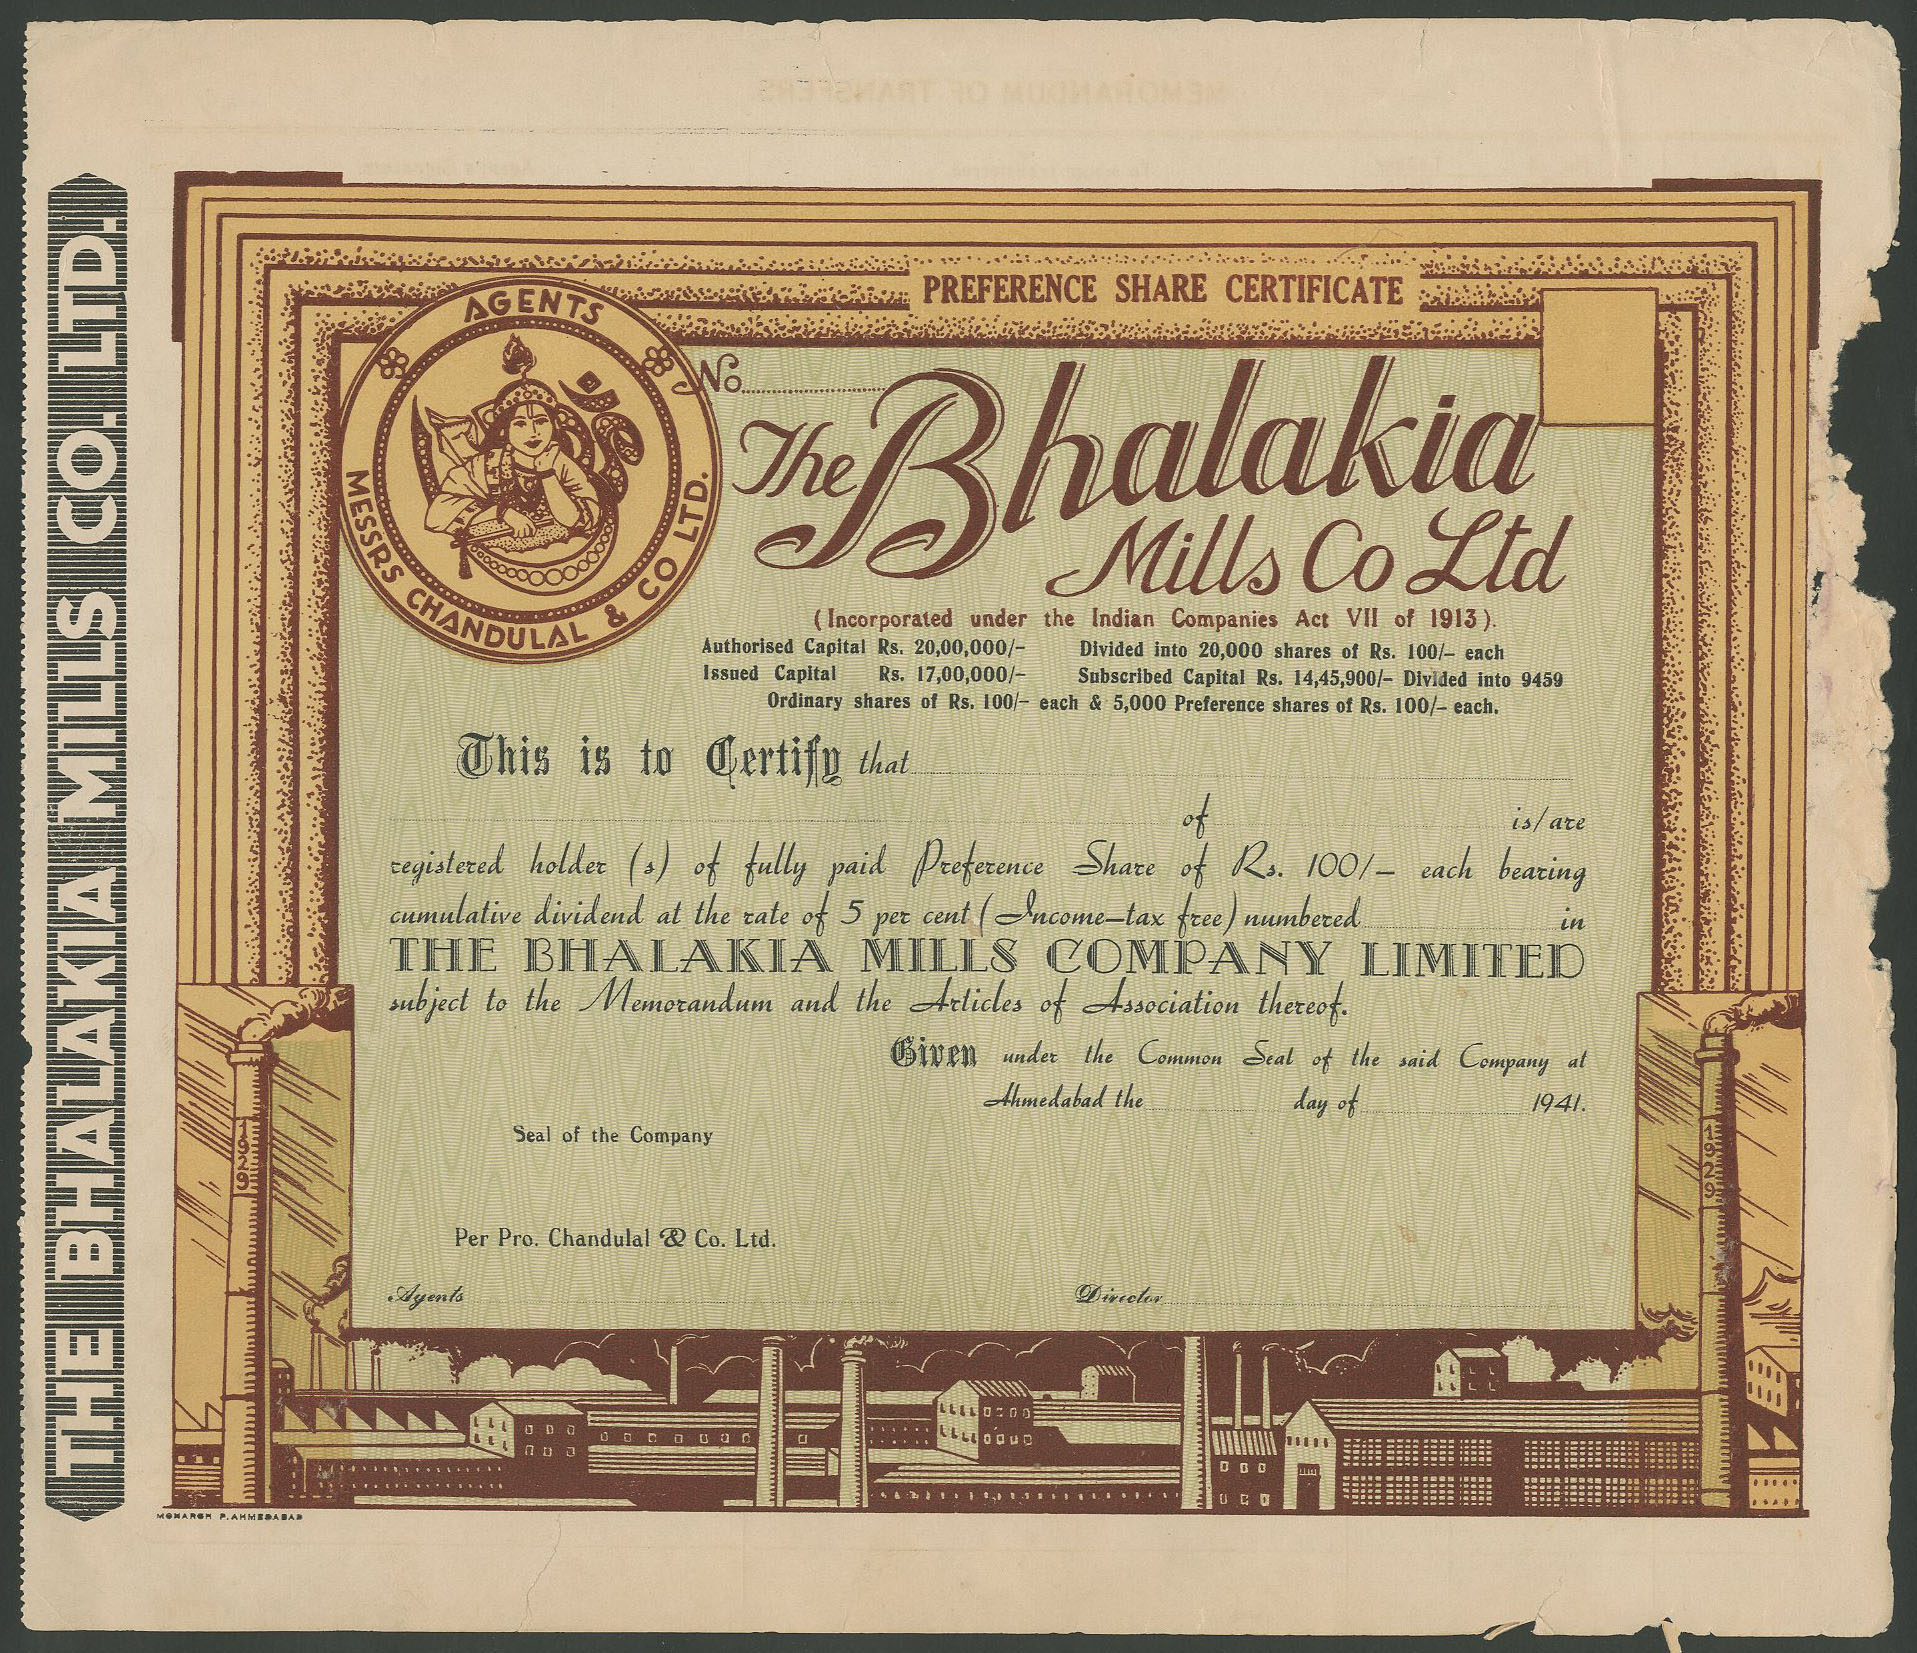 MEMORANDUM OF TRANSFERS
THE BHALAKIA MILLS CO. LTD.
PREFERENCE SHARE CERTIFICATE
AGENTS
MESSRS CHANDULAL & CO LTD.
No
The Bhalakia
Mills Co Ltd
(Incorporated under the Indian Companies Act VII of 1913).
Authorised Capital Rs. 20,00,000/- Divided into 20,000 shares of Rs. 100/- each
Issued Capital Rs. 17,00,000/- Subscribed Capital Rs. 14,45,900/- Divided into 9459
Ordinary shares of Rs. 100/- each & 5,000 Preference shares of Rs. 100/- each.
This is to Certify that
of is/are
registered holder (s) of fully paid Preference Share of Rs. 100/- each bearing
cumulative dividend at the rate of 5 per cent (Income-tax free) numbered in
THE BHALAKIA MILLS COMPANY LIMITED
subject to the Memorandum and the Articles of Association thereof.
Given under the Common Seal of the said Company at
Ahmedabad the day of 1941.
Seal of the Company
1929
1929
Per Pro. Chandulal & Co. Ltd.
Agents Director
MONARCH P. AHMEDABAD